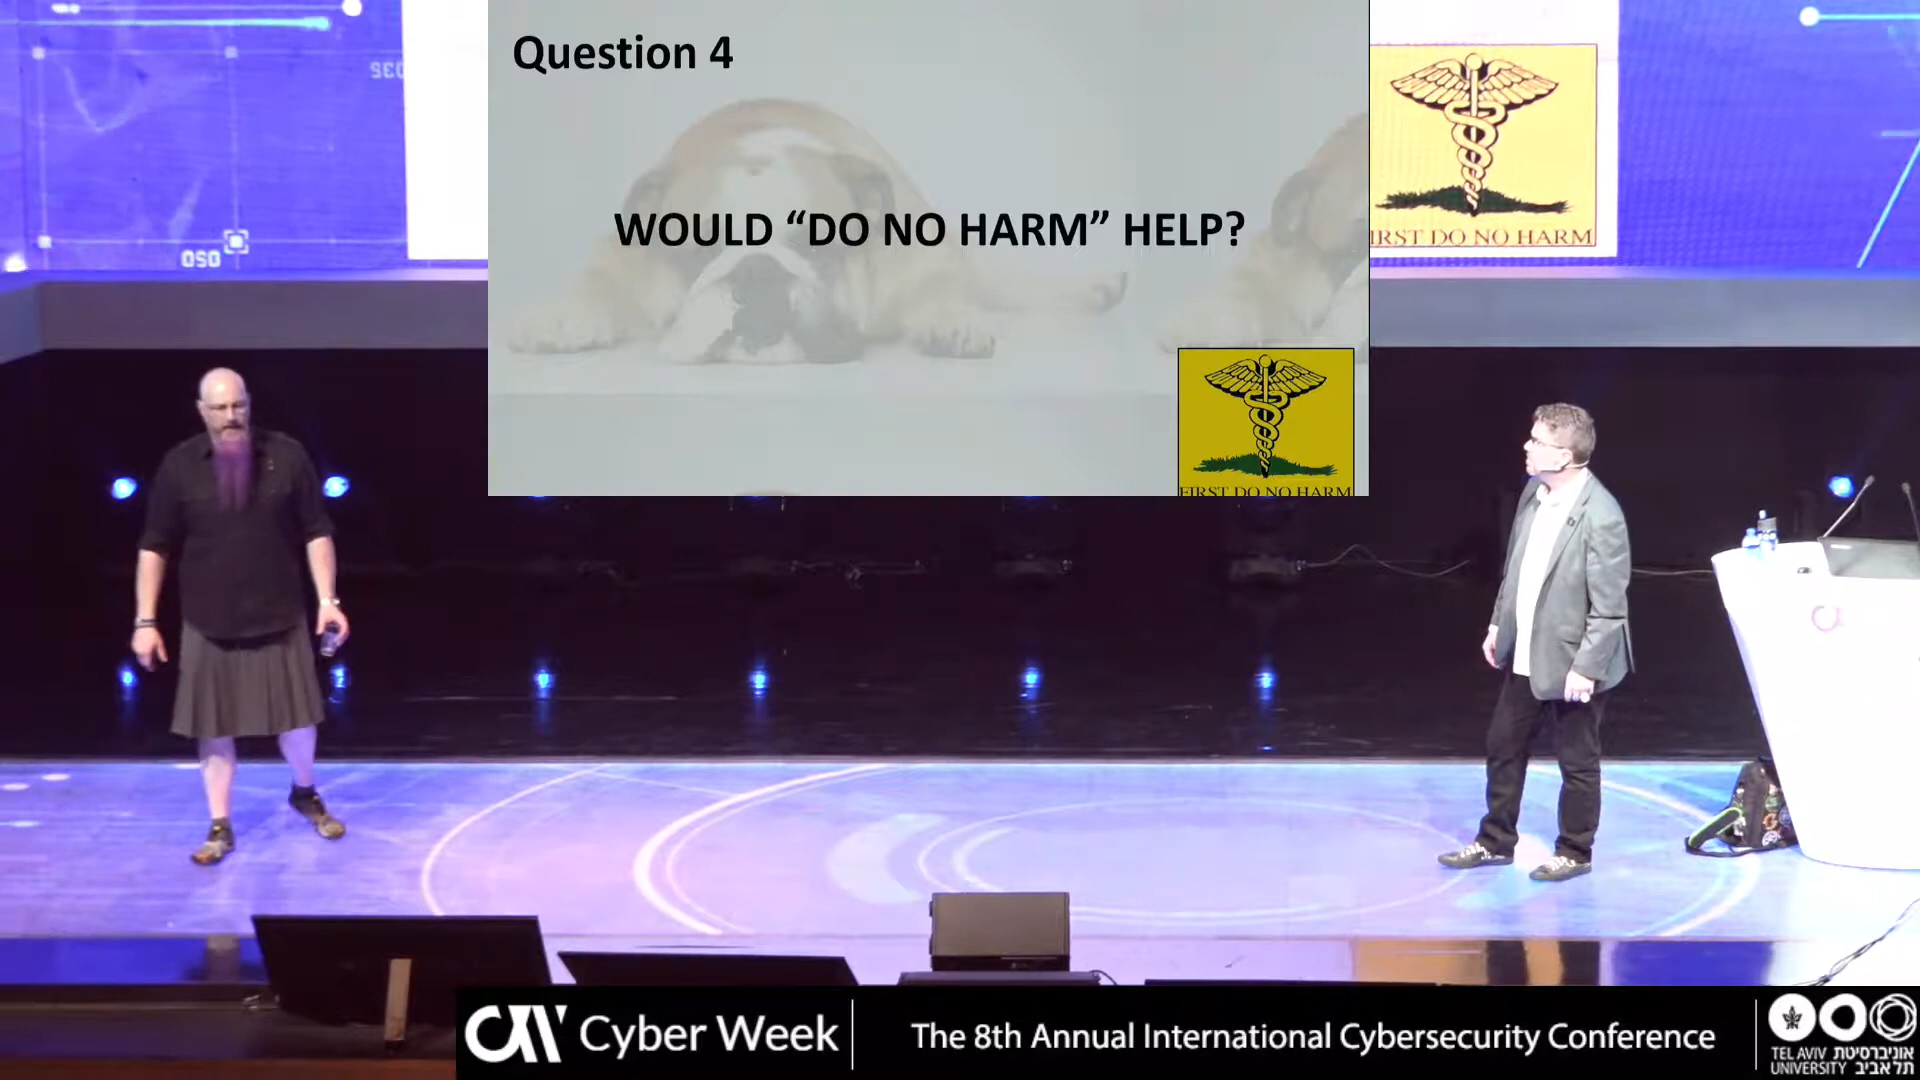 Question 4
WOULD “DO NO HARM” HELP?
FIRST DO NO HARM
IRST DO NO HARM
OSO
Cyber Week
The 8th Annual International Cybersecurity Conference
TEL AVIV
UNIVERSITY
אוניברסיטת
תל אביב